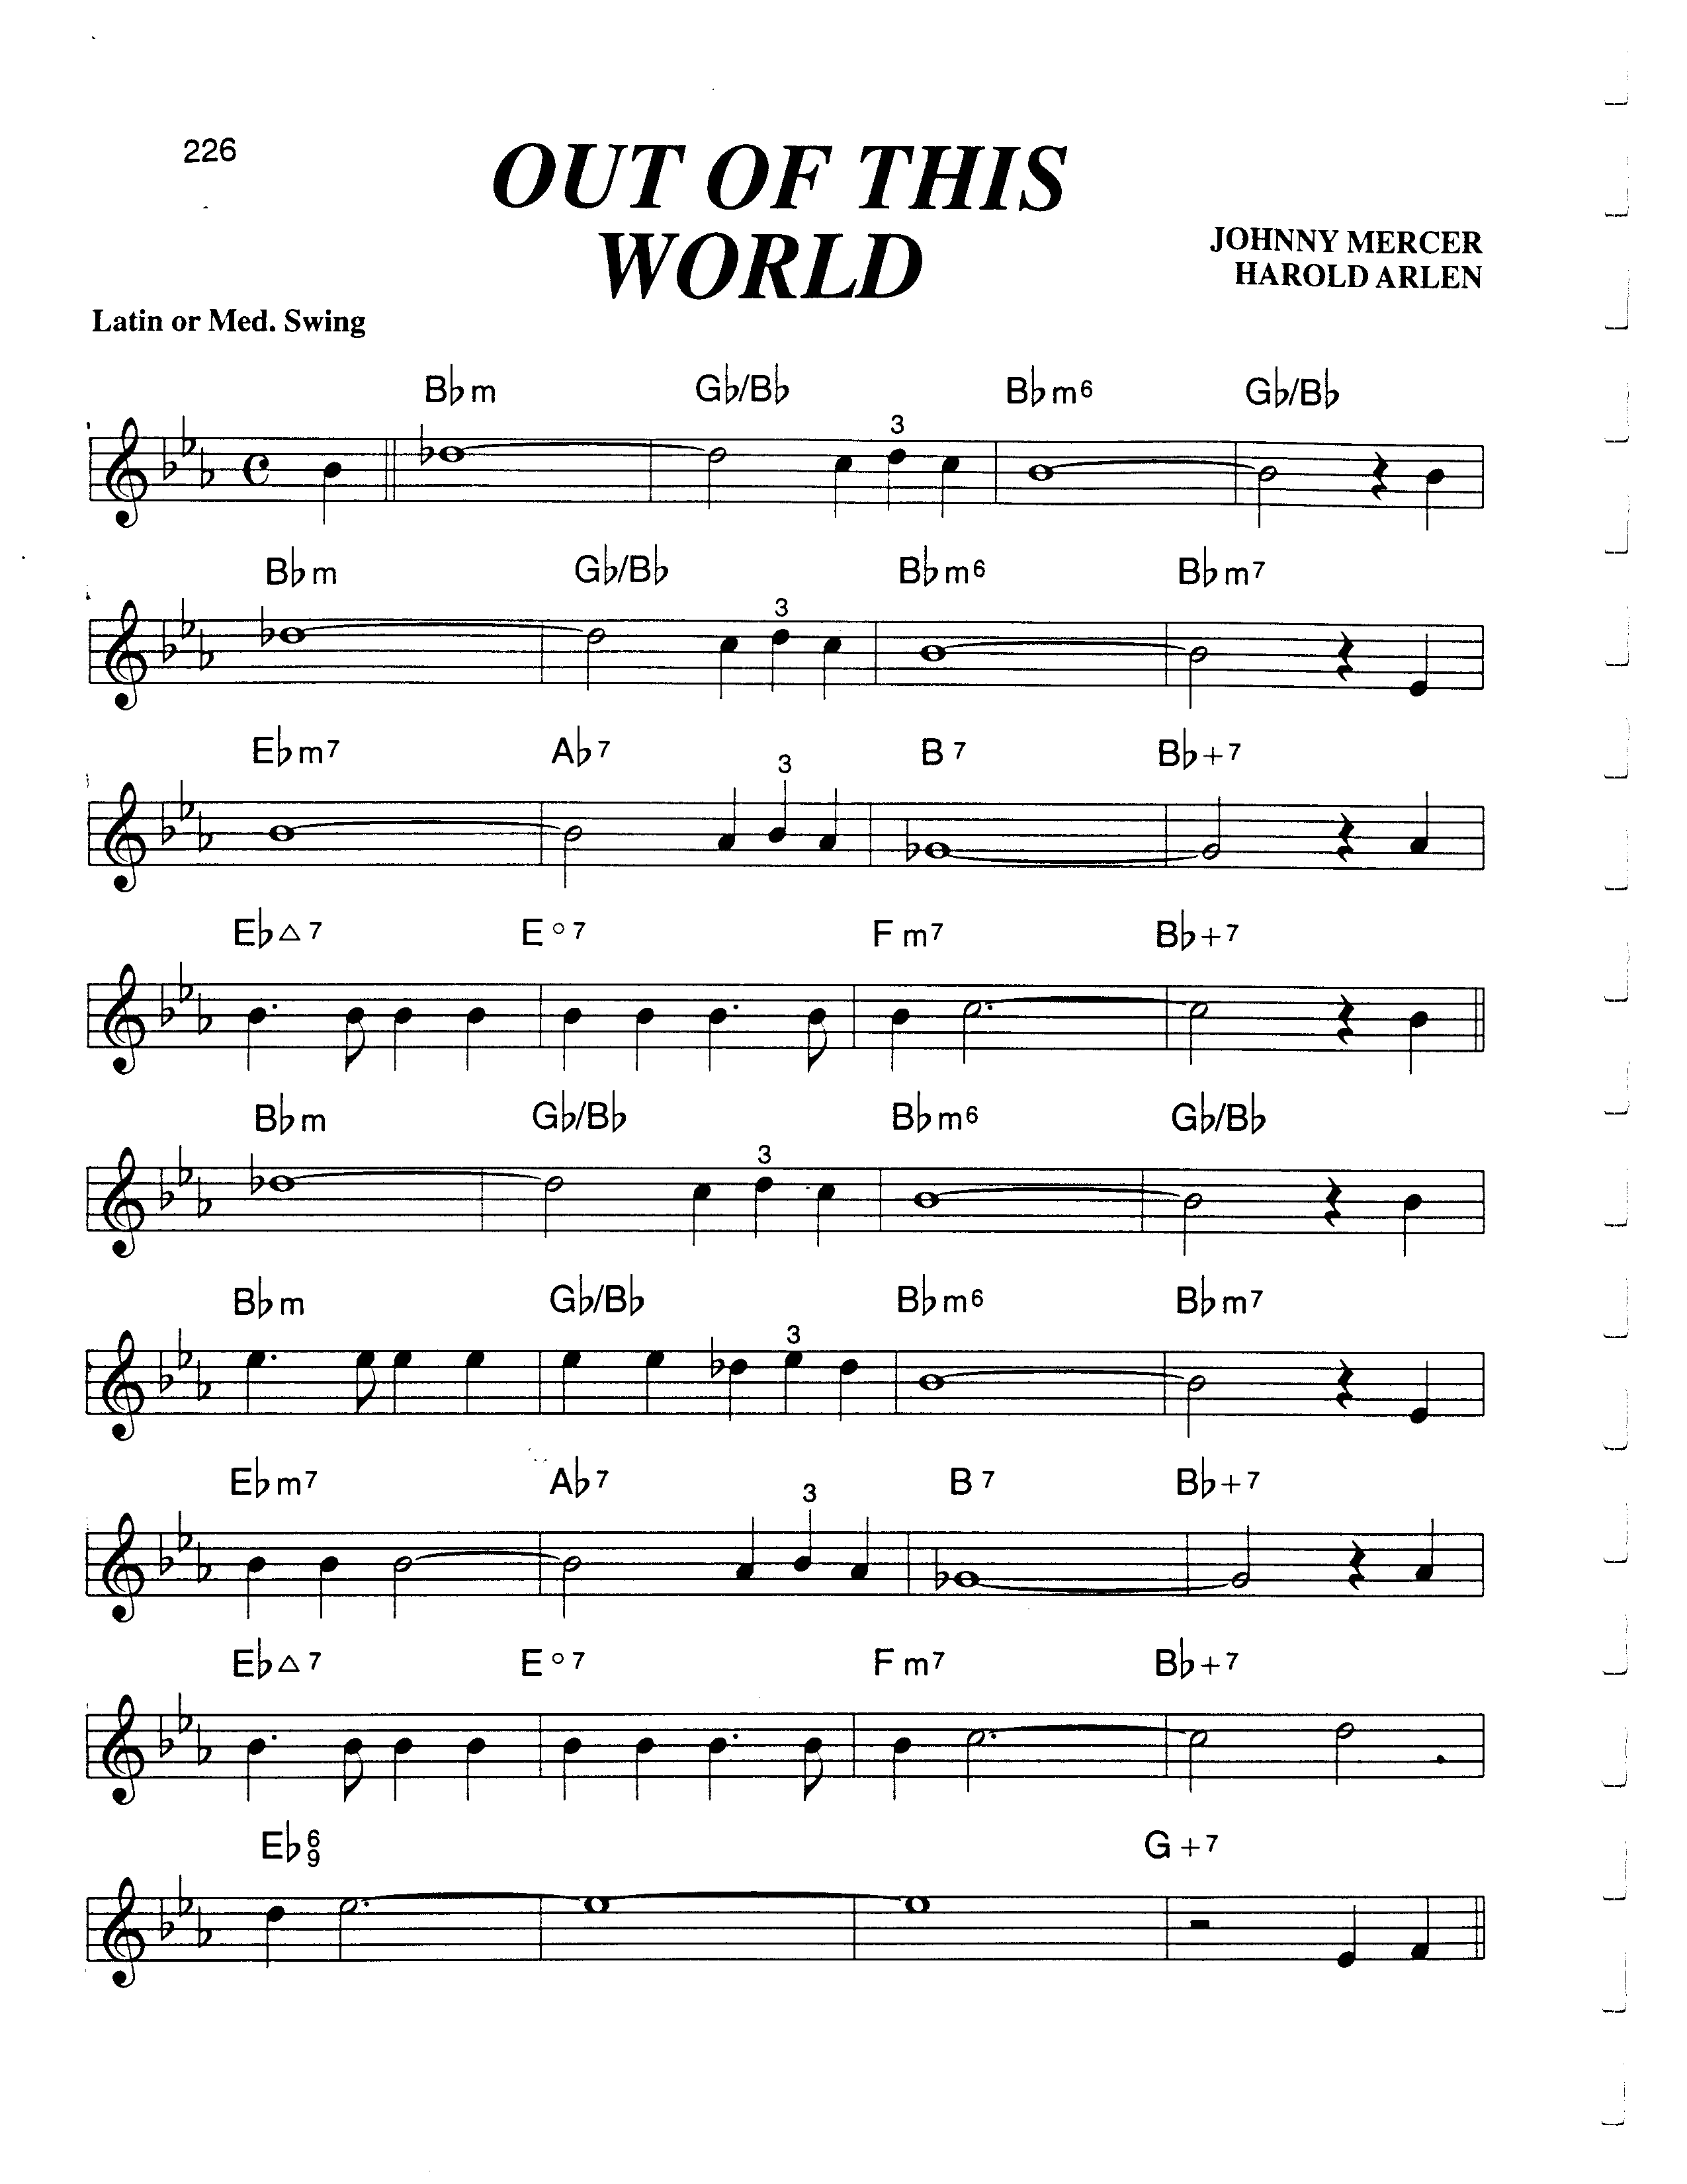 226
OUT OF THIS
WORLD
JOHNNY MERCER
HAROLD ARLEN
Latin or Med. Swing
B♭m G♭/B♭ B♭m6 G♭/B♭
3
B♭m G♭/B♭ B♭m6 B♭m7
3
E♭m7 A♭7 B7 B♭+7
3
E♭△7 E°7 Fm7 B♭+7
B♭m G♭/B♭ B♭m6 G♭/B♭
3
B♭m G♭/B♭ B♭m6 B♭m7
3
E♭m7 A♭7 B7 B♭+7
3
E♭△7 E°7 Fm7 B♭+7
E♭6/9 G+7